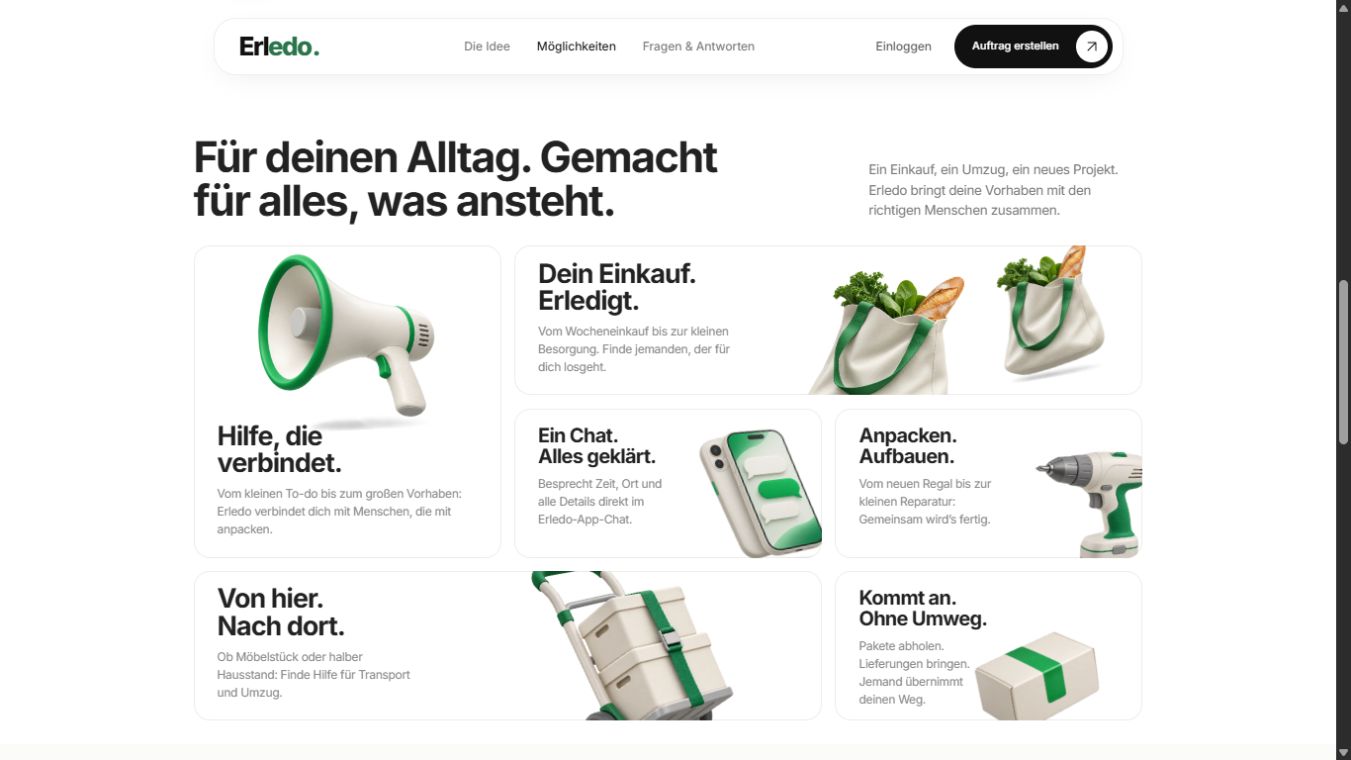 Erledo.
Die Idee
Möglichkeiten
Fragen & Antworten
Einloggen
Auftrag erstellen
Für deinen Alltag. Gemacht
für alles, was ansteht.
Ein Einkauf, ein Umzug, ein neues Projekt.
Erledo bringt deine Vorhaben mit den
richtigen Menschen zusammen.
Hilfe, die
verbindet.
Vom kleinen To-do bis zum großen Vorhaben:
Erledo verbindet dich mit Menschen, die mit
anpacken.
Dein Einkauf.
Erledigt.
Vom Wocheneinkauf bis zur kleinen
Besorgung. Finde jemanden, der für
dich losgeht.
Ein Chat.
Alles geklärt.
Besprecht Zeit, Ort und
alle Details direkt im
Erledo-App-Chat.
Anpacken.
Aufbauen.
Vom neuen Regal bis zur
kleinen Reparatur:
Gemeinsam wird’s fertig.
Von hier.
Nach dort.
Ob Möbelstück oder halber
Hausstand: Finde Hilfe für Transport
und Umzug.
Kommt an.
Ohne Umweg.
Pakete abholen.
Lieferungen bringen.
Jemand übernimmt
deinen Weg.